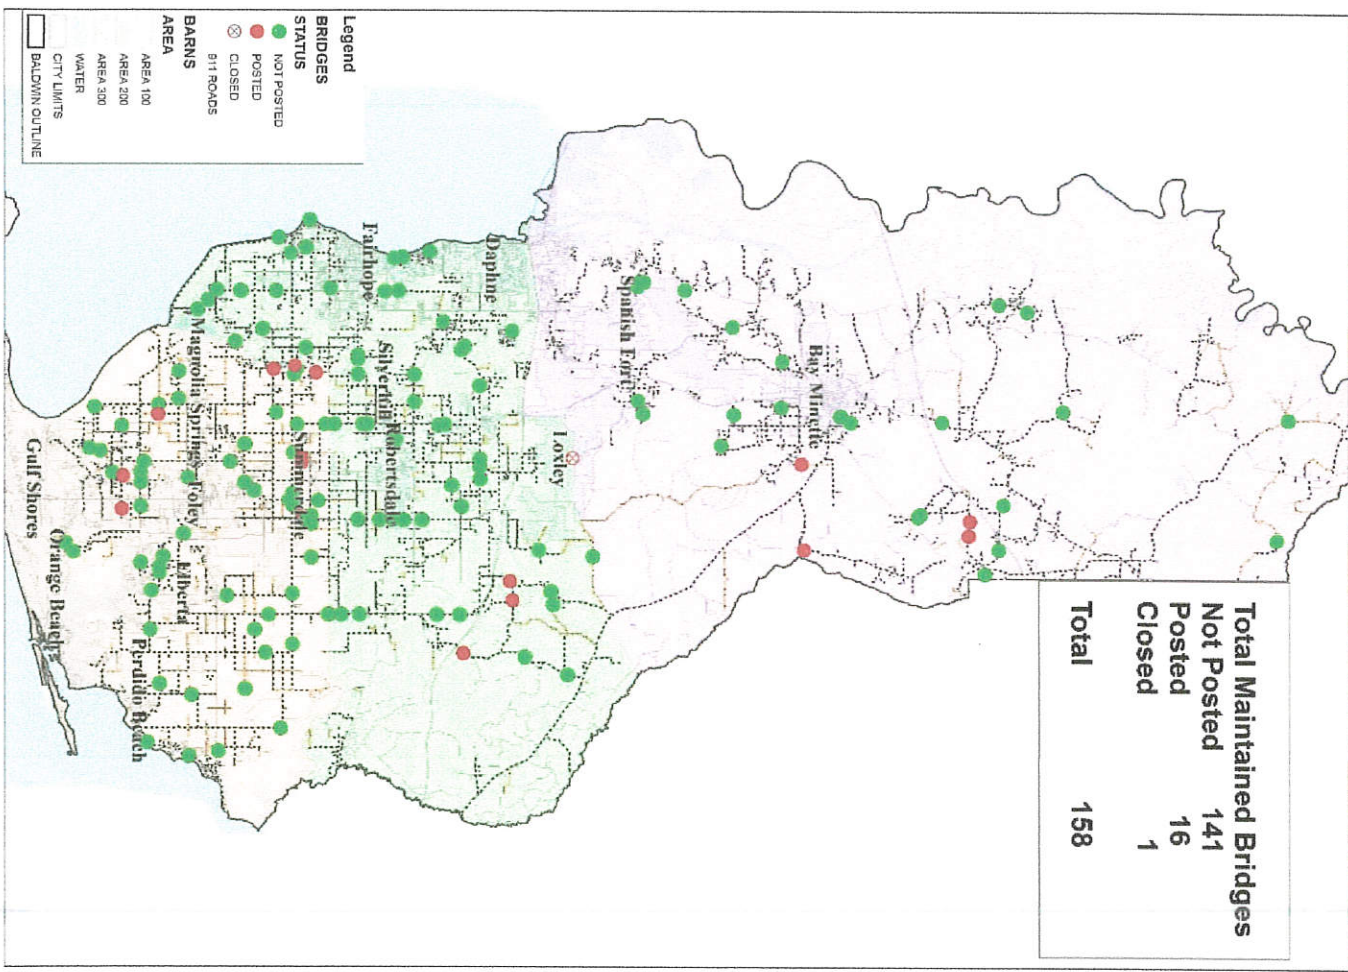 Legend
BRIDGES
STATUS
NOT POSTED
POSTED
CLOSED
911 ROADS
BARNS
AREA
AREA 100
AREA 200
AREA 300
WATER
CITY LIMITS
BALDWIN OUTLINE
Total Maintained Bridges
Not Posted 141
Posted 16
Closed 1
Total 158
Bay Minette
Spanish Fort
Loxley
Daphne
Fairhope
Silverhill
Robertsdale
Summerdale
Magnolia Springs
Foley
Elberta
Perdido Beach
Gulf Shores
Orange Beach